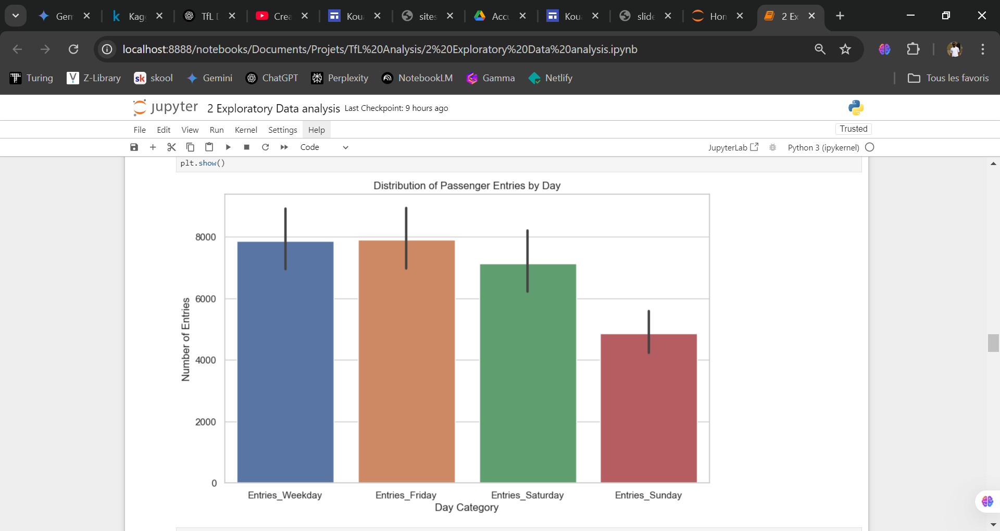 Gen
Kag
TfL D
Crea
Kou
sites
Accu
Kou
slide
Hon
2 Ex
localhost:8888/notebooks/Documents/Projets/TfL%20Analysis/2%20Exploratory%20Data%20analysis.ipynb
Turing
Z-Library
sk skool
Gemini
ChatGPT
Perplexity
NotebookLM
Gamma
Netlify
Tous les favoris
jupyter 2 Exploratory Data analysis Last Checkpoint: 9 hours ago
File Edit View Run Kernel Settings Help
Trusted
Code
JupyterLab
Python 3 (ipykernel)
plt.show()
Distribution of Passenger Entries by Day
Number of Entries
8000
6000
4000
2000
0
Entries_Weekday Entries_Friday Entries_Saturday Entries_Sunday
Day Category